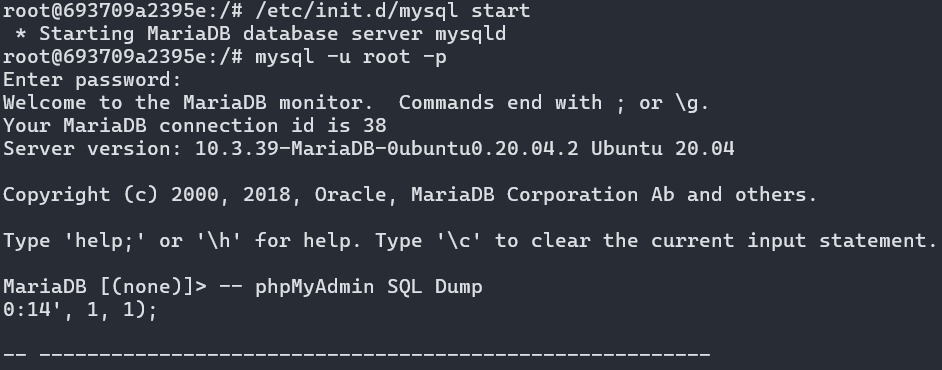 root@693709a2395e:/# /etc/init.d/mysql start
 * Starting MariaDB database server mysqld
root@693709a2395e:/# mysql -u root -p
Enter password:
Welcome to the MariaDB monitor.  Commands end with ; or \g.
Your MariaDB connection id is 38
Server version: 10.3.39-MariaDB-0ubuntu0.20.04.2 Ubuntu 20.04

Copyright (c) 2000, 2018, Oracle, MariaDB Corporation Ab and others.

Type 'help;' or '\h' for help. Type '\c' to clear the current input statement.

MariaDB [(none)]> -- phpMyAdmin SQL Dump
0:14', 1, 1);

-- --------------------------------------------------------